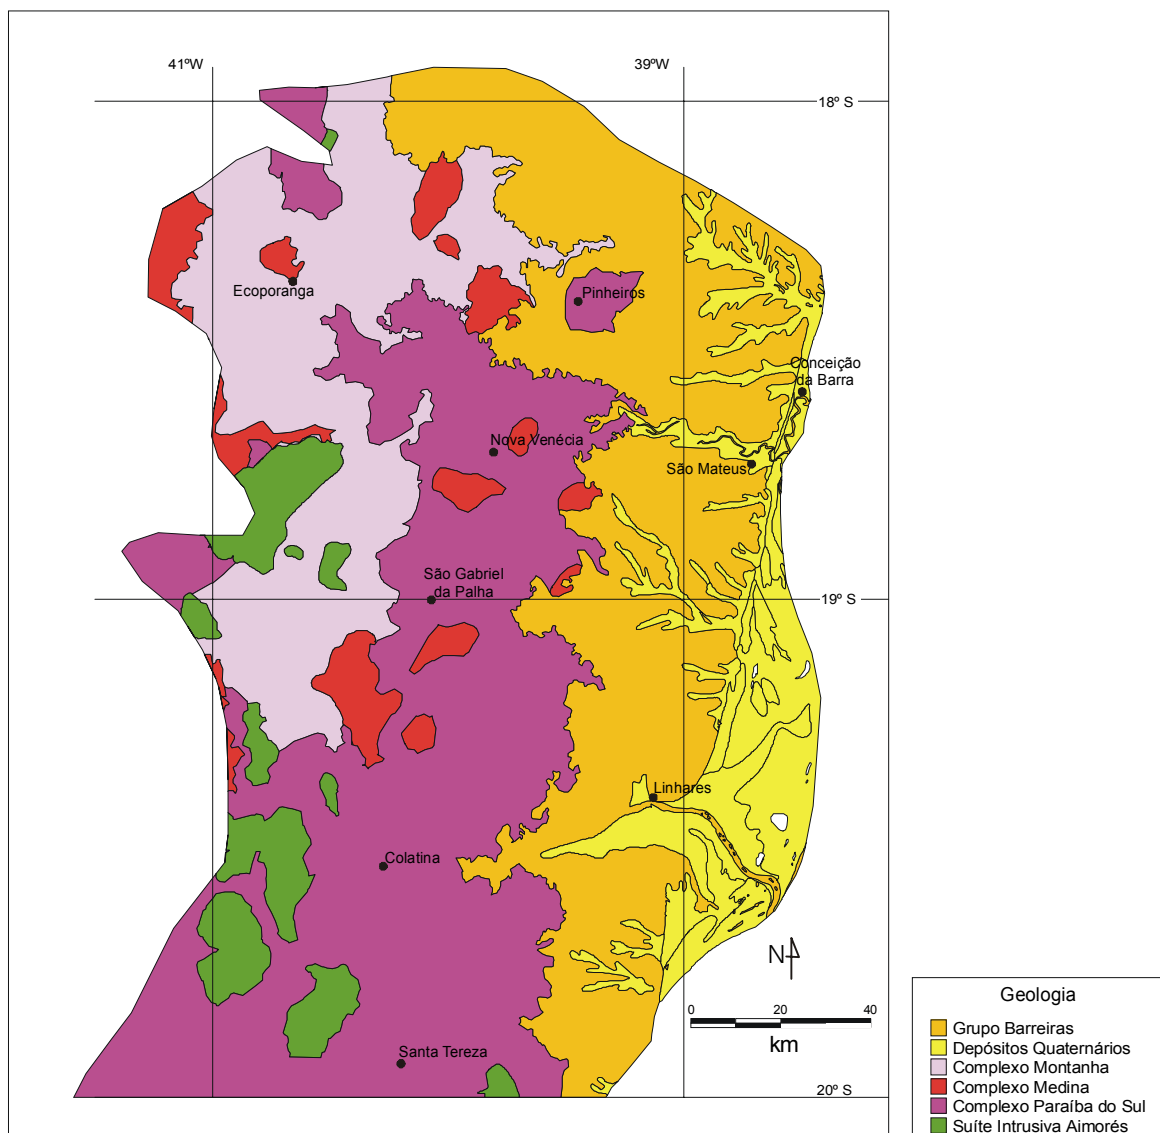 41ºW
39ºW
18º S
Ecoporanga
Pinheiros
Conceição
da Barra
Nova Venécia
São Mateus
São Gabriel
da Palha
19º S
Linhares
Colatina
N
0 20 40
km
Santa Tereza
20º S
Geologia
Grupo Barreiras
Depósitos Quaternários
Complexo Montanha
Complexo Medina
Complexo Paraíba do Sul
Suíte Intrusiva Aimorés